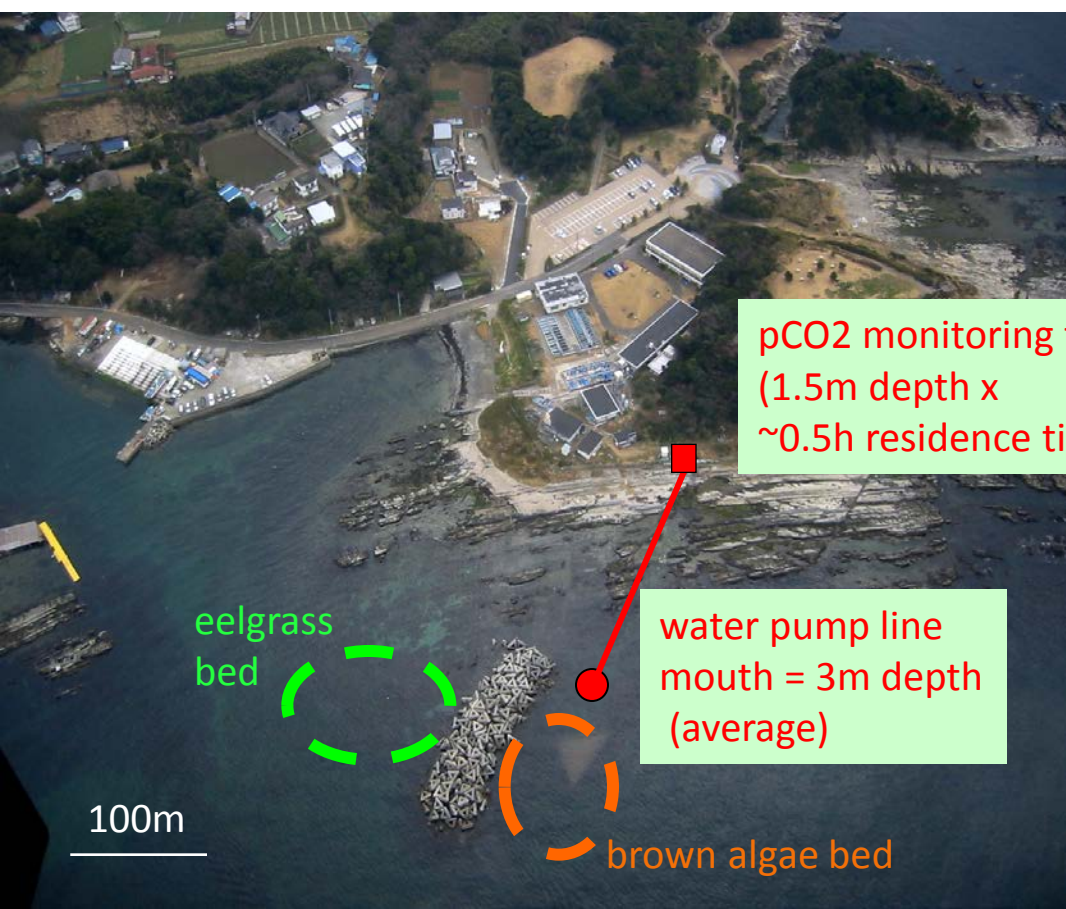 pCO2 monitoring t
(1.5m depth x
~0.5h residence ti
eelgrass
bed
water pump line
mouth = 3m depth
(average)
100m
brown algae bed